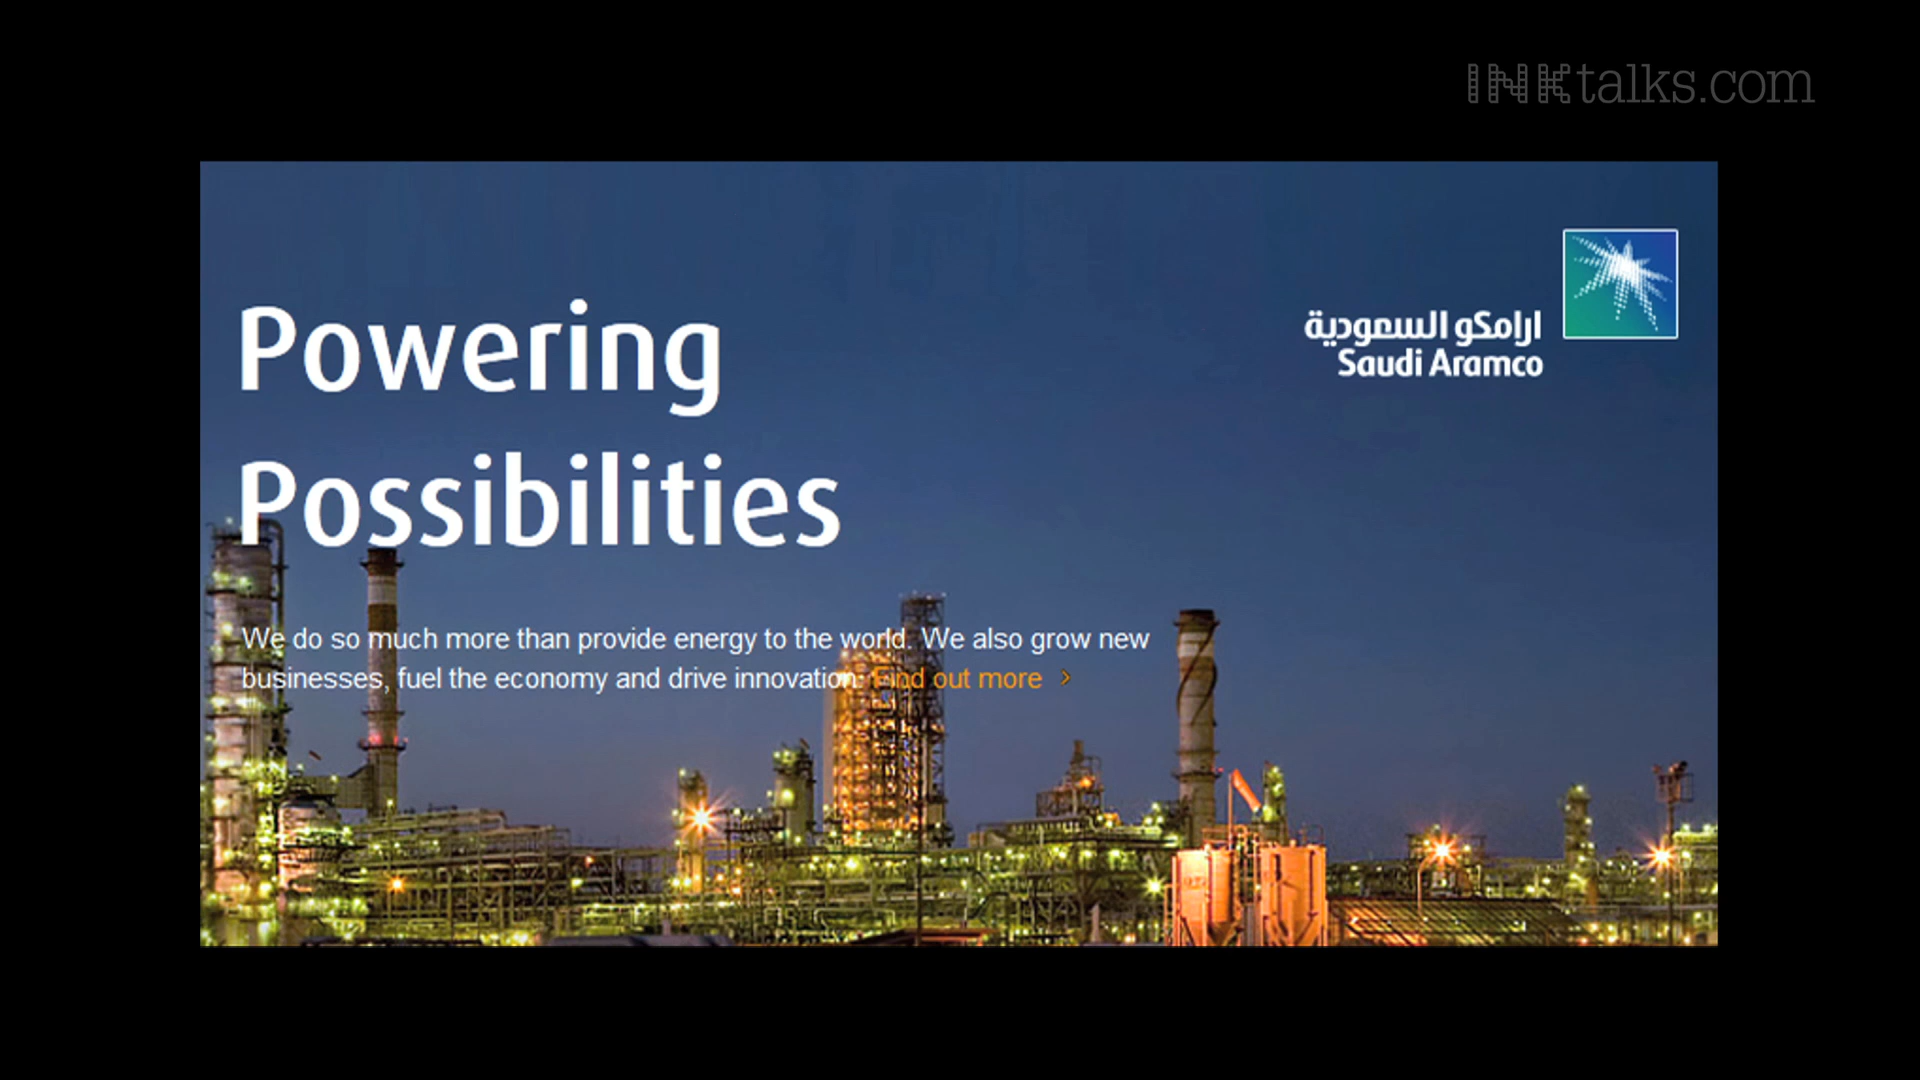 INKtalks.com
ارامكو السعودية
Saudi Aramco
Powering
Possibilities
We do so much more than provide energy to the world. We also grow new
businesses, fuel the economy and drive innovation. Find out more >